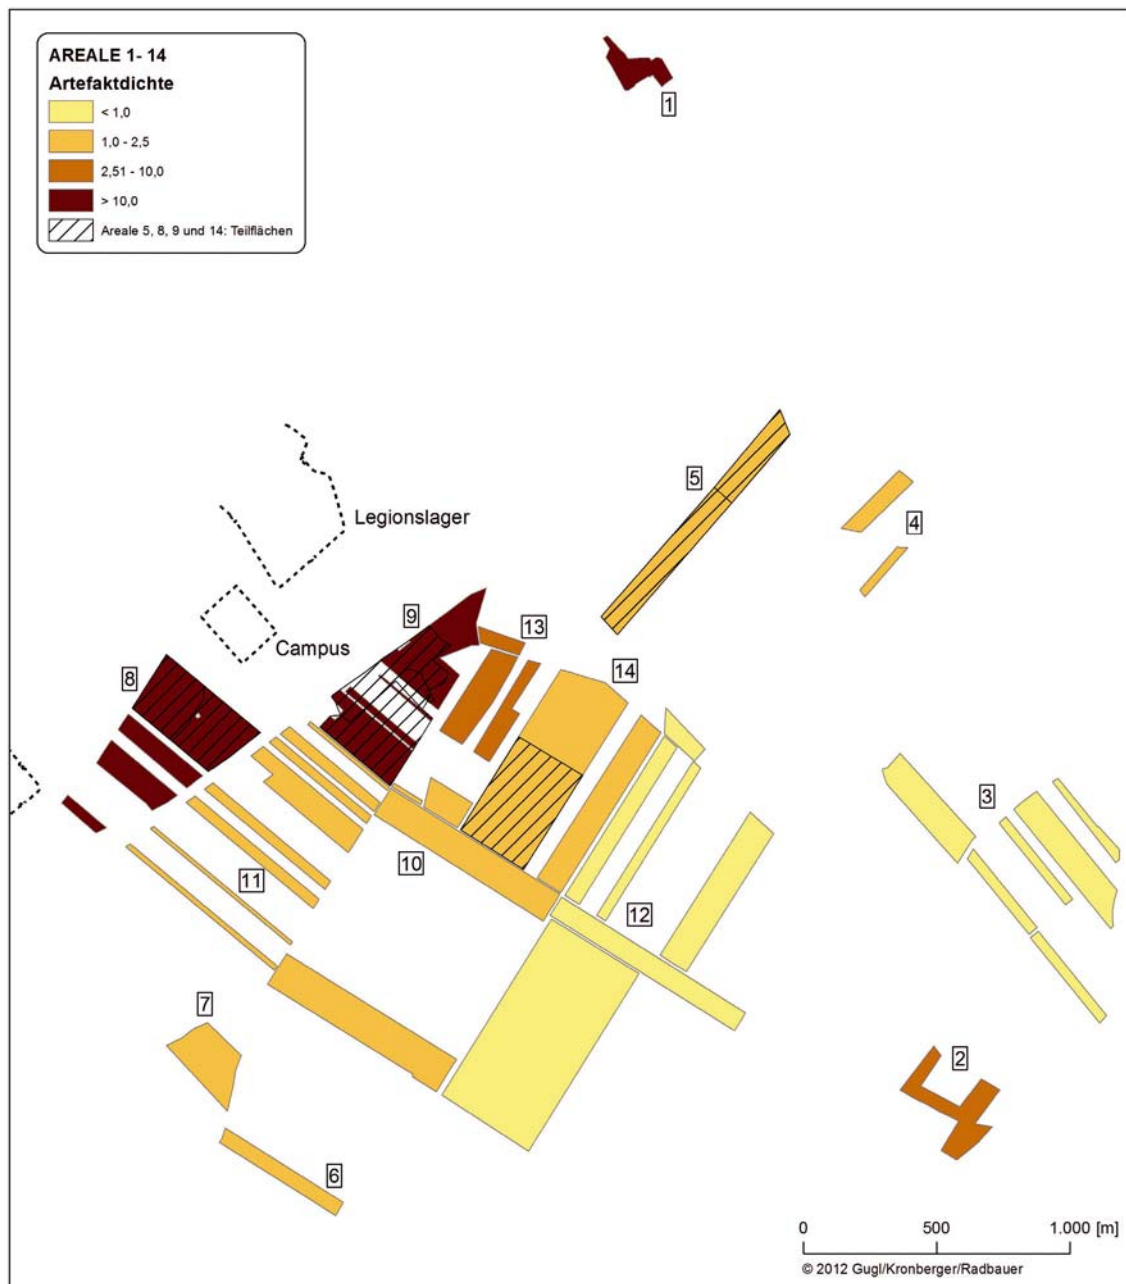 AREALE 1- 14
Artefaktdichte
< 1,0
1,0 - 2,5
2,51 - 10,0
> 10,0
Areale 5, 8, 9 und 14: Teilflächen
1
5
4
Legionslager
9
13
Campus
14
8
3
10
11
12
7
2
6
0 500 1.000 [m]
© 2012 Gugl/Kronberger/Radbauer